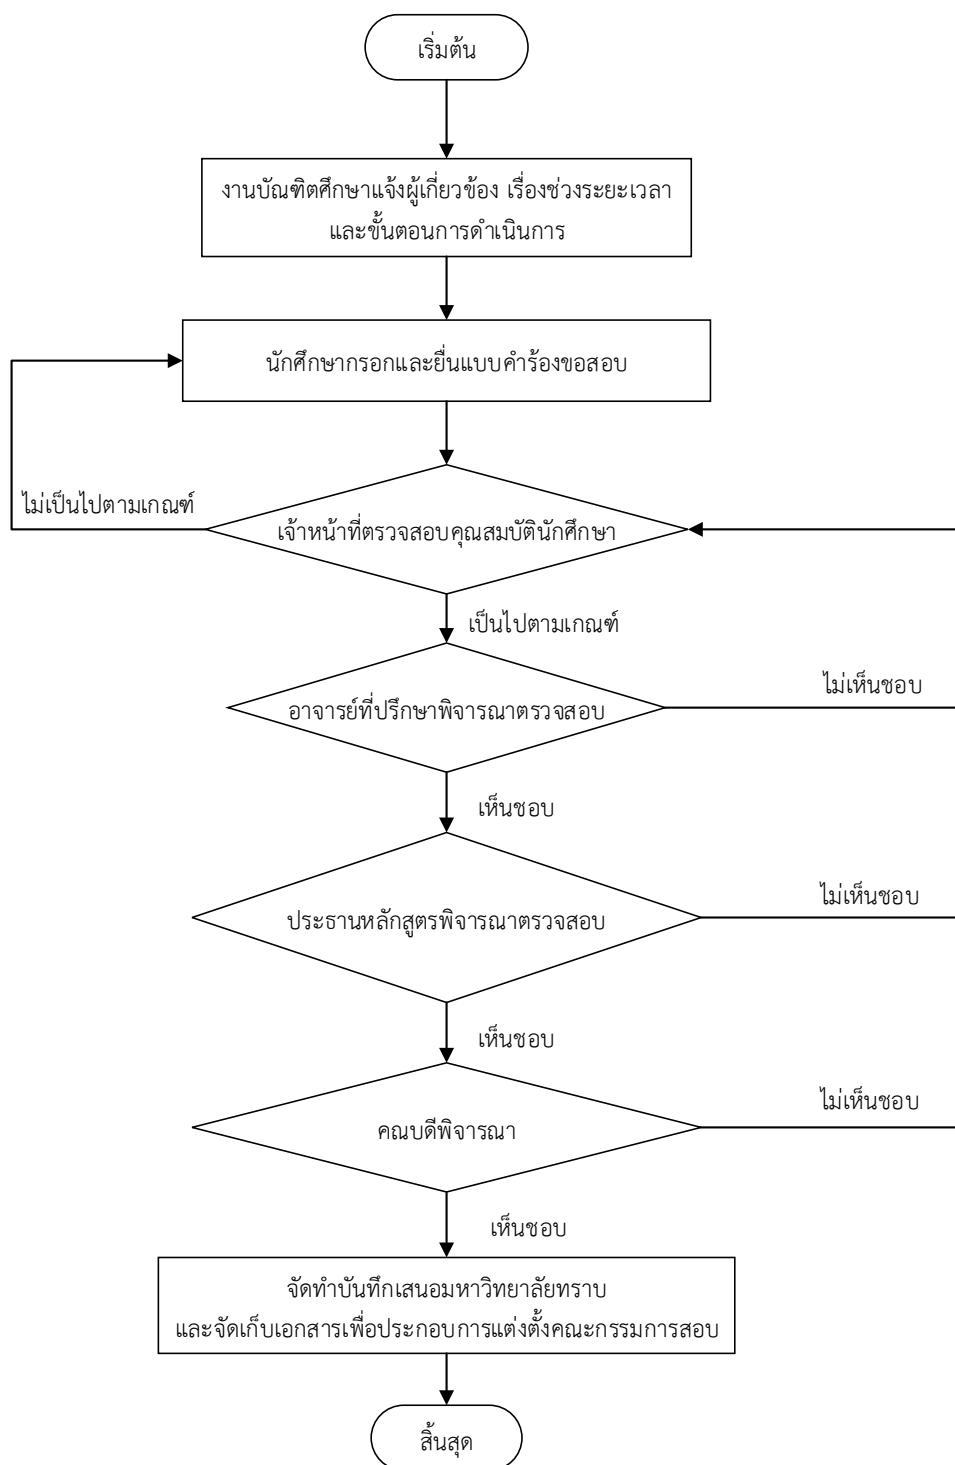 เริ่มต้น
งานบัณฑิตศึกษาแจ้งผู้เกี่ยวข้อง เรื่องช่วงระยะเวลา
และขั้นตอนการดำเนินการ
นักศึกษากรอกและยื่นแบบคำร้องขอสอบ
ไม่เป็นไปตามเกณฑ์
เจ้าหน้าที่ตรวจสอบคุณสมบัตินักศึกษา
เป็นไปตามเกณฑ์
ไม่เห็นชอบ
อาจารย์ที่ปรึกษาพิจารณาตรวจสอบ
เห็นชอบ
ไม่เห็นชอบ
ประธานหลักสูตรพิจารณาตรวจสอบ
เห็นชอบ
ไม่เห็นชอบ
คณบดีพิจารณา
เห็นชอบ
จัดทำบันทึกเสนอมหาวิทยาลัยทราบ
และจัดเก็บเอกสารเพื่อประกอบการแต่งตั้งคณะกรรมการสอบ
สิ้นสุด